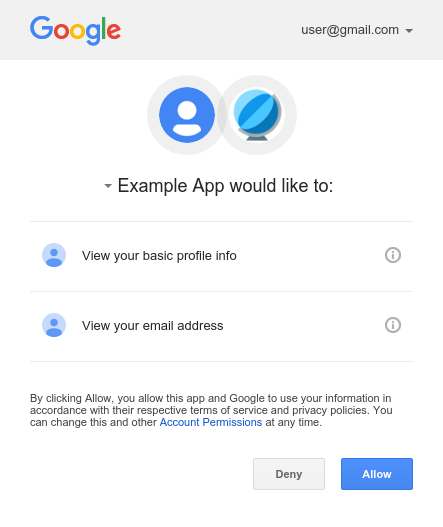 Google
user@gmail.com
Example App would like to:
View your basic profile info
View your email address
By clicking Allow, you allow this app and Google to use your information in
accordance with their respective terms of service and privacy policies. You
can change this and other Account Permissions at any time.
Deny
Allow